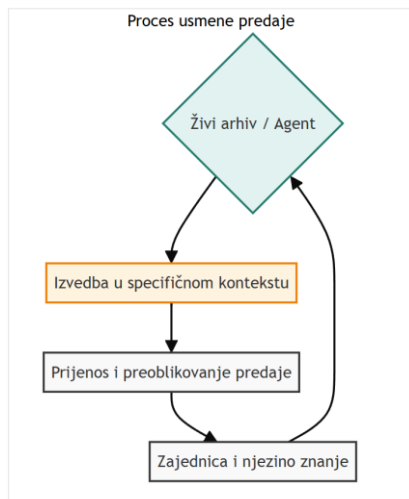 Proces usmene predaje
Živi arhiv / Agent
Izvedba u specifičnom kontekstu
Prijenos i preoblikovanje predaje
Zajednica i njezino znanje